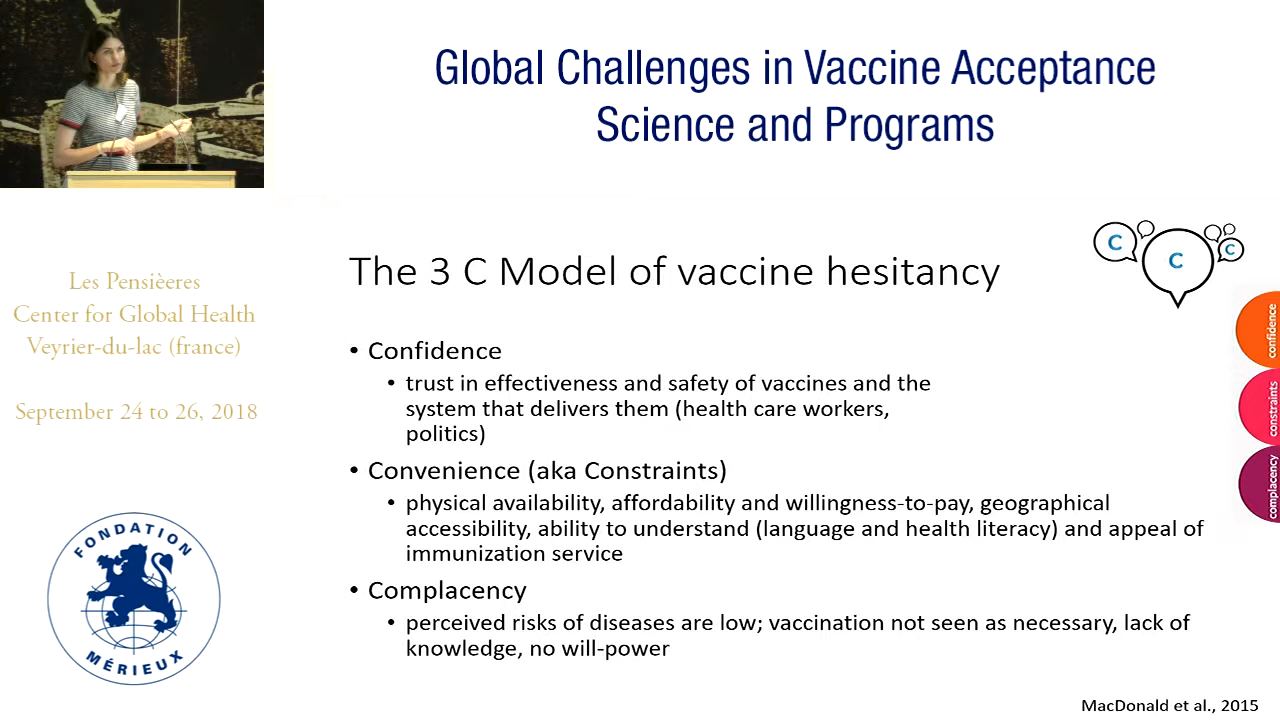 Global Challenges in Vaccine Acceptance
Science and Programs
Les Pensièeres
Center for Global Health
Veyrier-du-lac (france)
September 24 to 26, 2018
FONDATION
MÉRIEUX
The 3 C Model of vaccine hesitancy
C
C
C
• Confidence
• trust in effectiveness and safety of vaccines and the
system that delivers them (health care workers,
politics)
• Convenience (aka Constraints)
• physical availability, affordability and willingness-to-pay, geographical
accessibility, ability to understand (language and health literacy) and appeal of
immunization service
• Complacency
• perceived risks of diseases are low; vaccination not seen as necessary, lack of
knowledge, no will-power
confidence
constraints
complacency
MacDonald et al., 2015